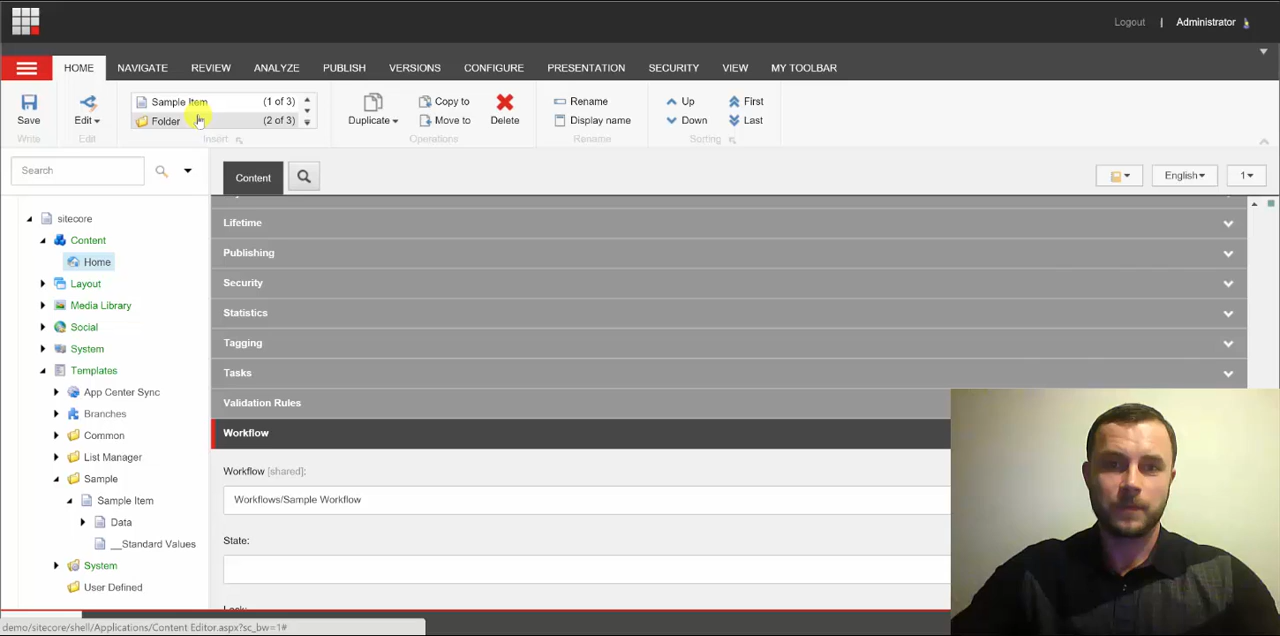 Logout | Administrator
HOME NAVIGATE REVIEW ANALYZE PUBLISH VERSIONS CONFIGURE PRESENTATION SECURITY VIEW MY TOOLBAR
Sample Item (1 of 3) Copy to Rename Up First
Save Edit Folder (2 of 3) Duplicate Move to Delete Display name Down Last
Write Edit Insert Operations Rename Sorting
Search Content English 1
sitecore
Content
Home
Layout
Media Library
Social
System
Templates
App Center Sync
Branches
Common
List Manager
Sample
Sample Item
Data
__Standard Values
System
User Defined
Lifetime
Publishing
Security
Statistics
Tagging
Tasks
Validation Rules
Workflow
Workflow [shared]:
Workflows/Sample Workflow
State:
demo/sitecore/shell/Applications/Content Editor.aspx?sc_bw=1#